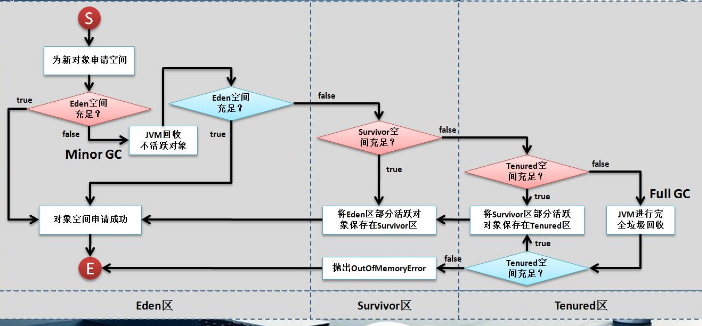 S
为新对象申请空间
true
Eden空间
充足？
false
Minor GC
JVM回收
不活跃对象
Eden空间
充足？
false
true
Survivor空
间充足？
false
true
Tenured空
间充足？
false
true
Full GC
JVM进行完
全垃圾回收
对象空间申请成功
将Eden区部分活跃对
象保存在Survivor区
将Survivor区部分活跃
对象保存在Tenured区
true
Tenured空
间充足？
false
抛出OutOfMemoryError
E
Eden区
Survivor区
Tenured区